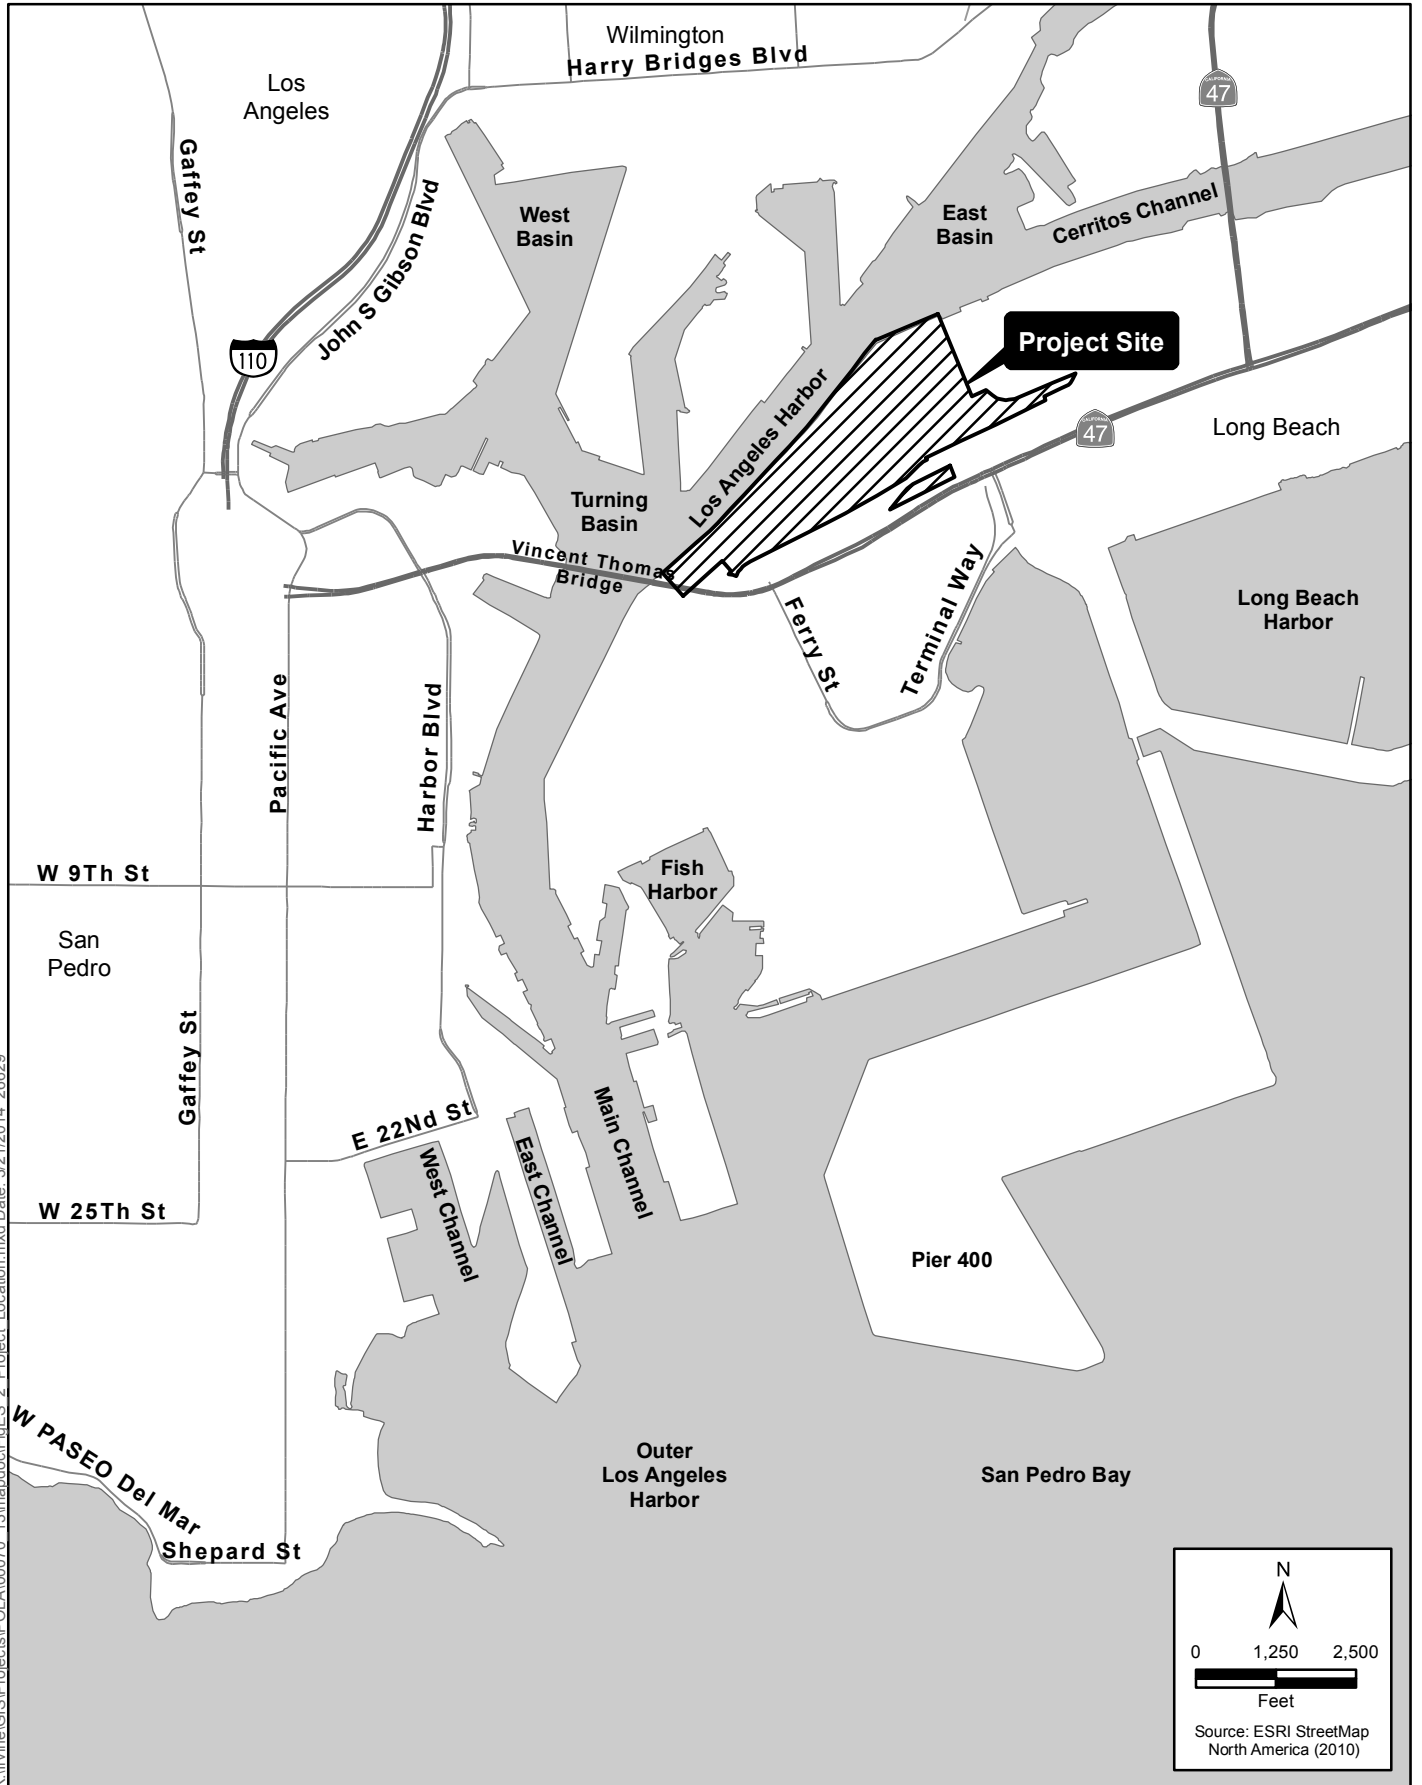 Wilmington
Harry Bridges Blvd
Los
Angeles
CALIFORNIA
47
Gaffey St
John S Gibson Blvd
West
Basin
East
Basin
Cerritos Channel
110
Project Site
Los Angeles Harbor
CALIFORNIA
47
Long Beach
Turning
Basin
Vincent Thomas
Bridge
Ferry St
Terminal Way
Long Beach
Harbor
Pacific Ave
Harbor Blvd
W 9Th St
Fish
Harbor
San
Pedro
Gaffey St
E 22Nd St
Main Channel
East Channel
West Channel
W 25Th St
Pier 400
W PASEO Del Mar
Outer
Los Angeles
Harbor
San Pedro Bay
Shepard St
N
0 1,250 2,500
Feet
Source: ESRI StreetMap
North America (2010)